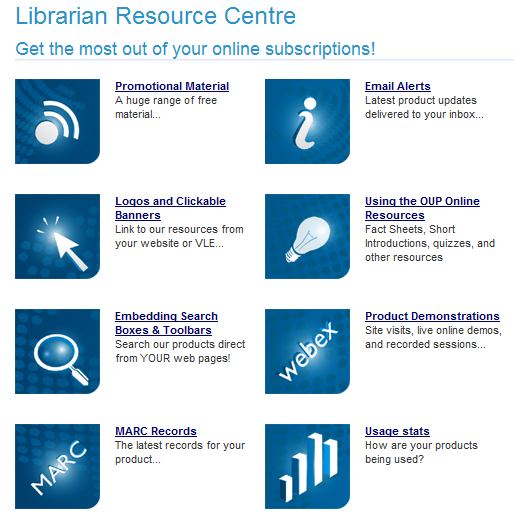 Librarian Resource Centre
Get the most out of your online subscriptions!
Promotional Material
A huge range of free
material...
Email Alerts
Latest product updates
delivered to your inbox...
Logos and Clickable
Banners
Link to our resources from
your website or VLE...
Using the OUP Online
Resources
Fact Sheets, Short
Introductions, quizzes, and
other resources
Embedding Search
Boxes & Toolbars
Search our products direct
from YOUR web pages!
webex
Product Demonstrations
Site visits, live online demos,
and recorded sessions...
MARC
MARC Records
The latest records for your
product...
Usage stats
How are your products
being used?